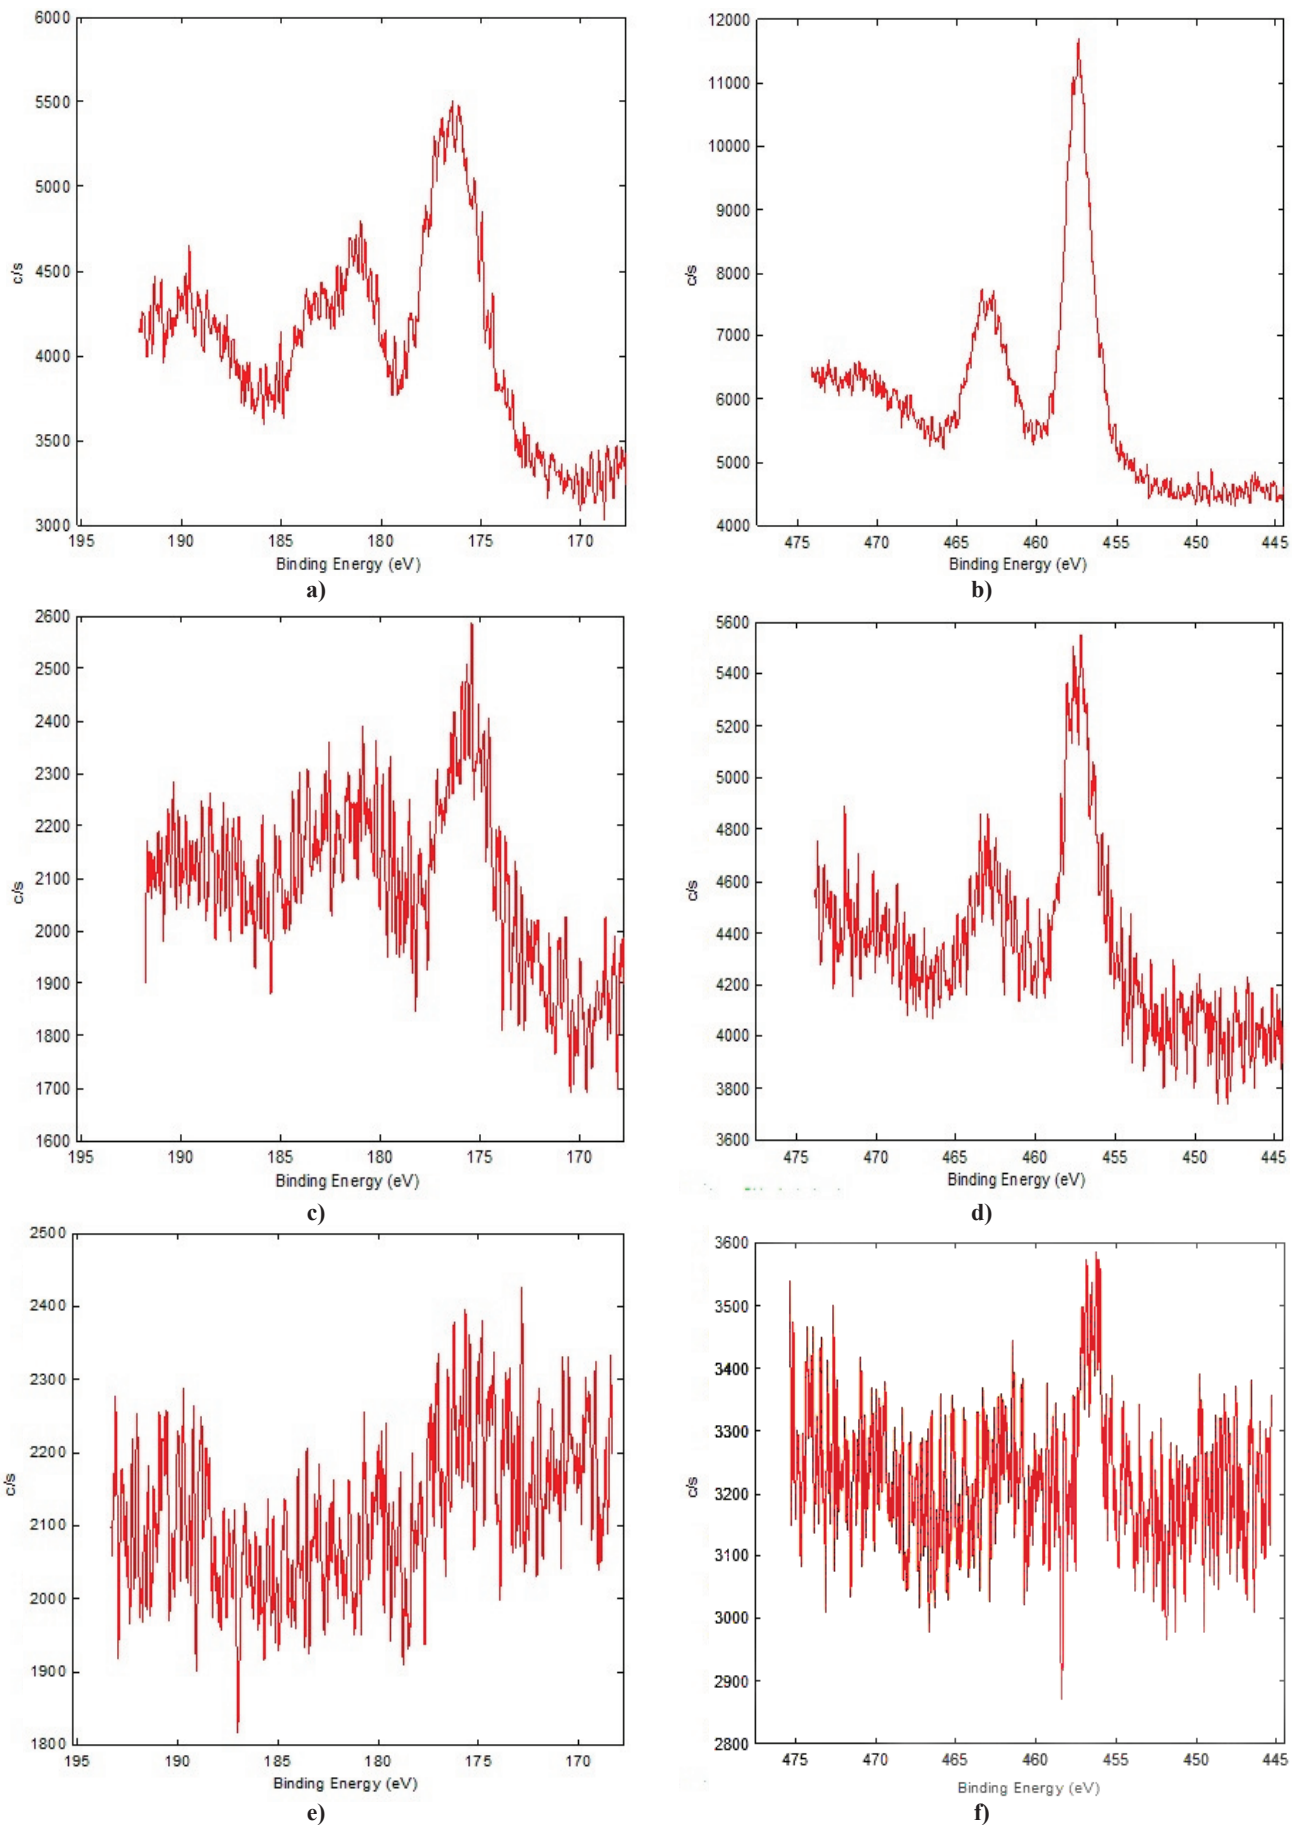 6000
5500
5000
4500
4000
3500
3000
c/s
195 190 185 180 175 170
Binding Energy (eV)
a)
12000
11000
10000
9000
8000
7000
6000
5000
4000
c/s
475 470 465 460 455 450 445
Binding Energy (eV)
b)
2600
2500
2400
2300
2200
2100
2000
1900
1800
1700
1600
c/s
195 190 185 180 175 170
Binding Energy (eV)
c)
5600
5400
5200
5000
4800
4600
4400
4200
4000
3800
3600
c/s
475 470 465 460 455 450 445
Binding Energy (eV)
d)
2500
2400
2300
2200
2100
2000
1900
1800
c/s
195 190 185 180 175 170
Binding Energy (eV)
e)
3600
3500
3400
3300
3200
3100
3000
2900
2800
c/s
475 470 465 460 455 450 445
Binding Energy (eV)
f)